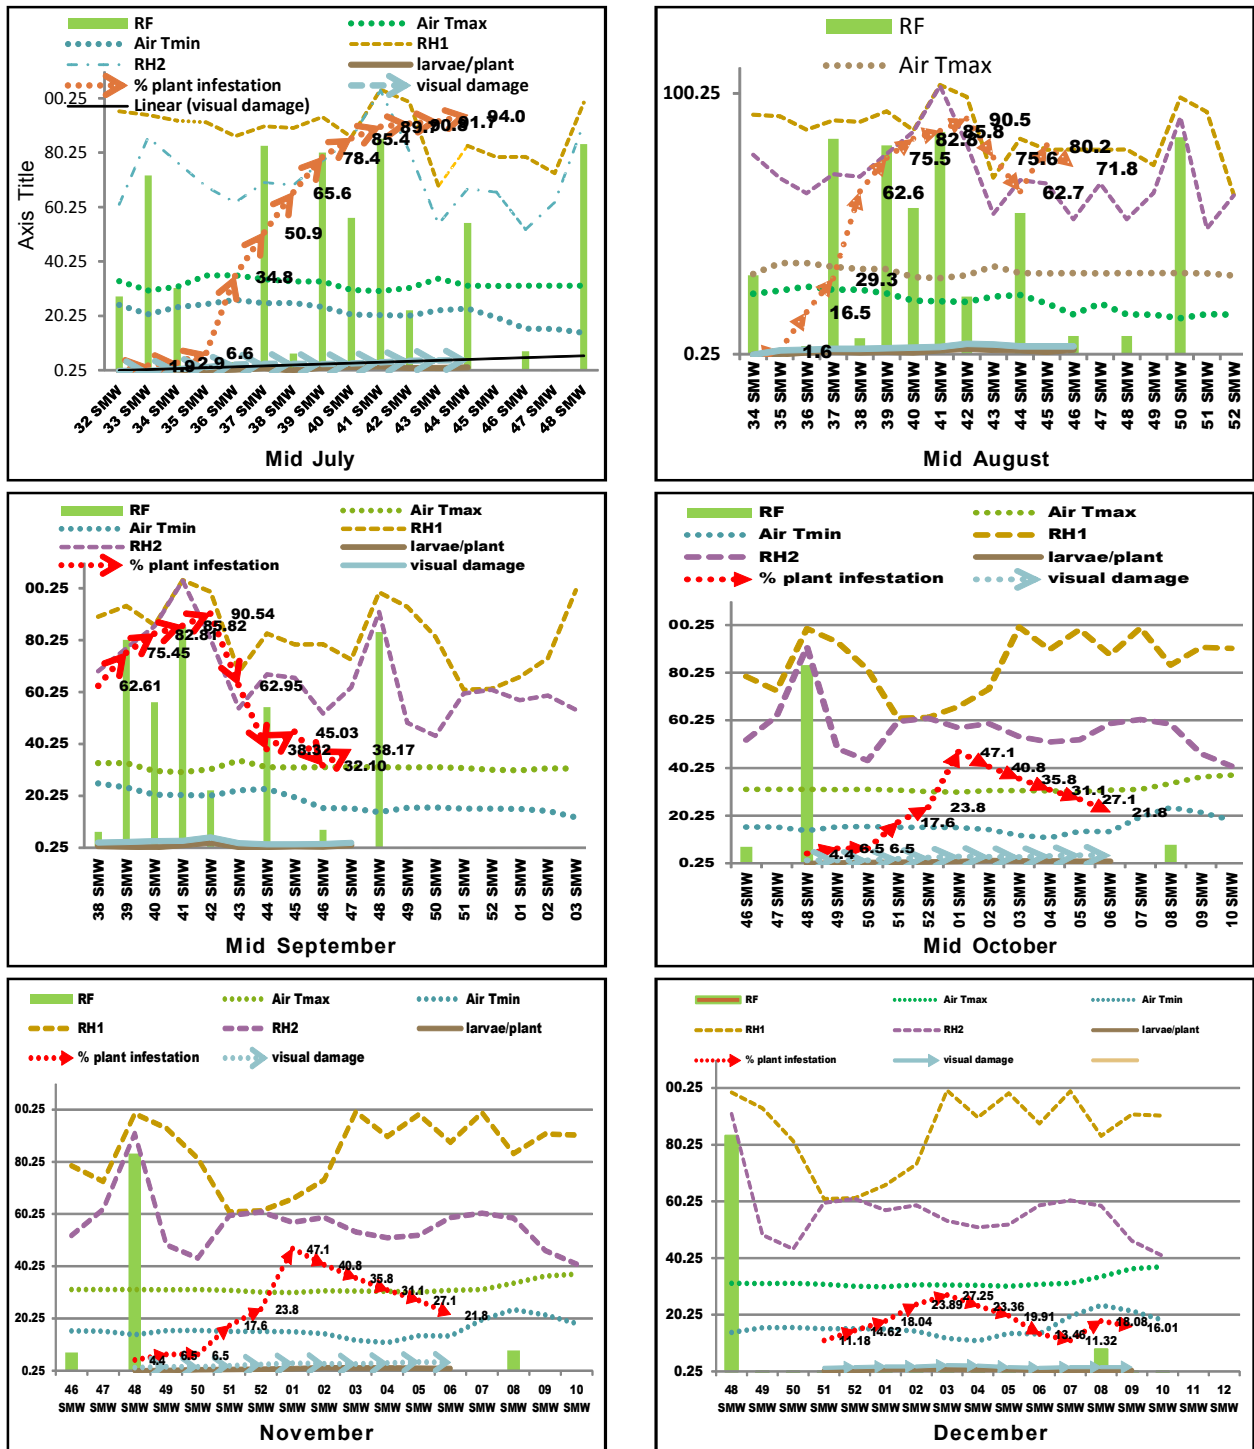 RF Air Tmax
Air Tmin RH1
RH2 larvae/plant
% plant infestation visual damage
Linear (visual damage)
Axis Title
00.25
80.25
60.25
40.25
20.25
0.25
1.9 2.9 6.6 34.8 50.9 65.6 78.4 85.4 89.7 90.8 91.7 94.0
32 SMW 33 SMW 34 SMW 35 SMW 36 SMW 37 SMW 38 SMW 39 SMW 40 SMW 41 SMW 42 SMW 43 SMW 44 SMW 45 SMW 46 SMW 47 SMW 48 SMW
Mid July
RF
Air Tmax
100.25
0.25
1.6 16.5 29.3 62.6 75.5 82.8 85.8 90.5 75.6 62.7 80.2 71.8
34 SMW 35 SMW 36 SMW 37 SMW 38 SMW 39 SMW 40 SMW 41 SMW 42 SMW 43 SMW 44 SMW 45 SMW 46 SMW 47 SMW 48 SMW 49 SMW 50 SMW 51 SMW 52 SMW
Mid August
RF Air Tmax
Air Tmin RH1
RH2 larvae/plant
% plant infestation visual damage
00.25
80.25
60.25
40.25
20.25
0.25
62.61 75.45 82.81 85.82 90.54 62.95 38.32 45.03 32.10 38.17
38 SMW 39 SMW 40 SMW 41 SMW 42 SMW 43 SMW 44 SMW 45 SMW 46 SMW 47 SMW 48 SMW 49 SMW 50 SMW 51 SMW 52 SMW 01 SMW 02 SMW 03 SMW
Mid September
RF Air Tmax
Air Tmin RH1
RH2 larvae/plant
% plant infestation visual damage
00.25
80.25
60.25
40.25
20.25
0.25
4.4 6.5 6.5 17.6 23.8 47.1 40.8 35.8 31.1 27.1 21.8
46 SMW 47 SMW 48 SMW 49 SMW 50 SMW 51 SMW 52 SMW 01 SMW 02 SMW 03 SMW 04 SMW 05 SMW 06 SMW 07 SMW 08 SMW 09 SMW 10 SMW
Mid October
RF Air Tmax Air Tmin
RH1 RH2 larvae/plant
% plant infestation visual damage
00.25
80.25
60.25
40.25
20.25
0.25
4.4 6.5 6.5 17.6 23.8 47.1 40.8 35.8 31.1 27.1 21.8
46 47 48 49 50 51 52 01 02 03 04 05 06 07 08 09 10
SMW SMW SMW SMW SMW SMW SMW SMW SMW SMW SMW SMW SMW SMW SMW SMW SMW
November
RF Air Tmax Air Tmin
RH1 RH2 larvae/plant
% plant infestation visual damage
00.25
80.25
60.25
40.25
20.25
0.25
11.18 14.62 18.04 23.89 27.25 23.36 19.91 13.46 11.32 18.08 16.01
48 49 50 51 52 01 02 03 04 05 06 07 08 09 10 11 12
SMW SMW SMW SMW SMW SMW SMW SMW SMW SMW SMW SMW SMW SMW SMW SMW SMW
December